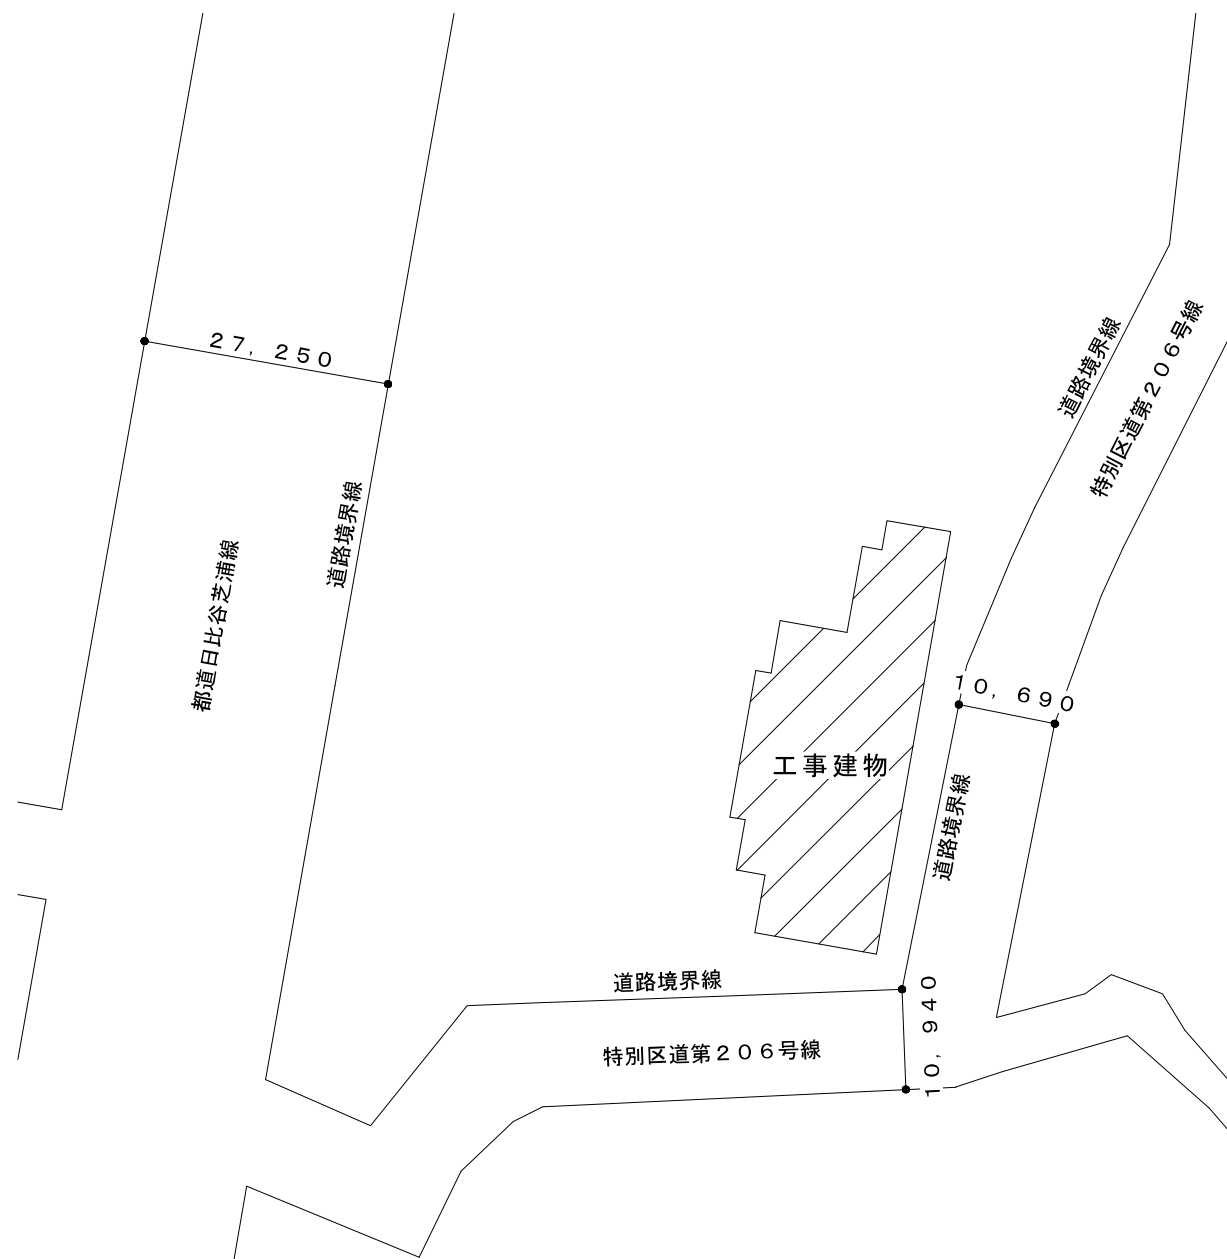 ２７，２５０
道路境界線
特別区道第２０６号線
道路境界線
都道日比谷芝浦線
１０，６９０
工事建物
道路境界線
道路境界線
１０，９４０
特別区道第２０６号線